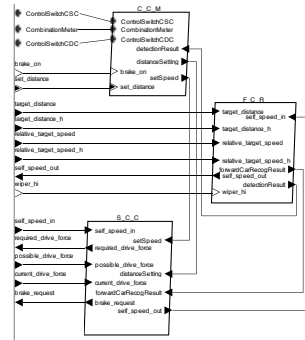 C_C_M
ControlSwitchCSC
ControlSwitchCSC
CombinationMeter
CombinationMeter
ControlSwitchCDC
ControlSwitchCDC
detectionResult
distanceSetting
brake_on
brake_on
setSpeed
set_distance
set_distance
F_C_R
target_distance
target_distance
self_speed_in
target_distance_h
target_distance_h
relative_target_speed
relative_target_speed
relative_target_speed_h
relative_target_speed_h
forwardCarRecogResult
self_speed_out
self_speed_out
detectionResult
wiper_hi
wiper_hi
S_C_C
self_speed_in
self_speed_in
required_drive_force
setSpeed
required_drive_force
possible_drive_force
possible_drive_force
distanceSetting
current_drive_force
current_drive_force
forwardCarRecogResult
brake_request
brake_request
self_speed_out